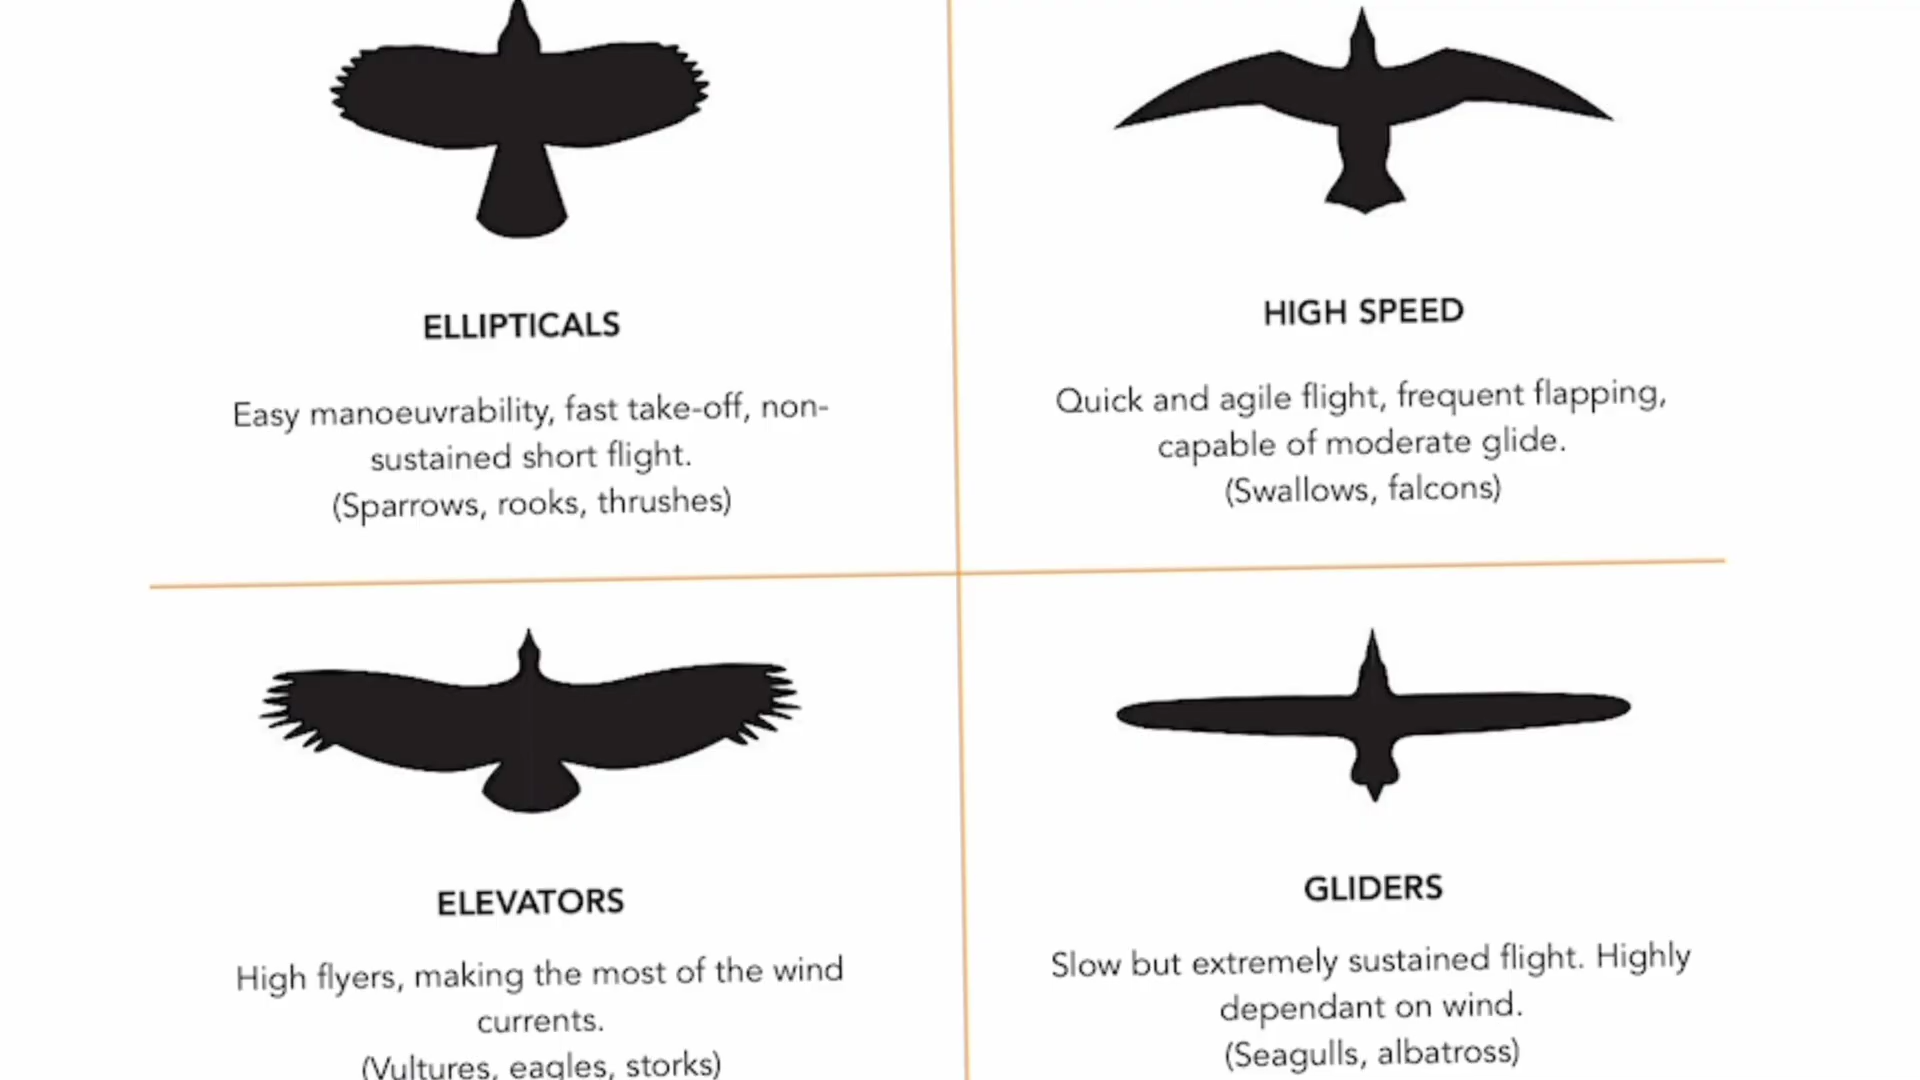 ELLIPTICALS
Easy manoeuvrability, fast take-off, non-
sustained short flight.
(Sparrows, rooks, thrushes)
HIGH SPEED
Quick and agile flight, frequent flapping,
capable of moderate glide.
(Swallows, falcons)
ELEVATORS
High flyers, making the most of the wind
currents.
(Vultures, eagles, storks)
GLIDERS
Slow but extremely sustained flight. Highly
dependant on wind.
(Seagulls, albatross)